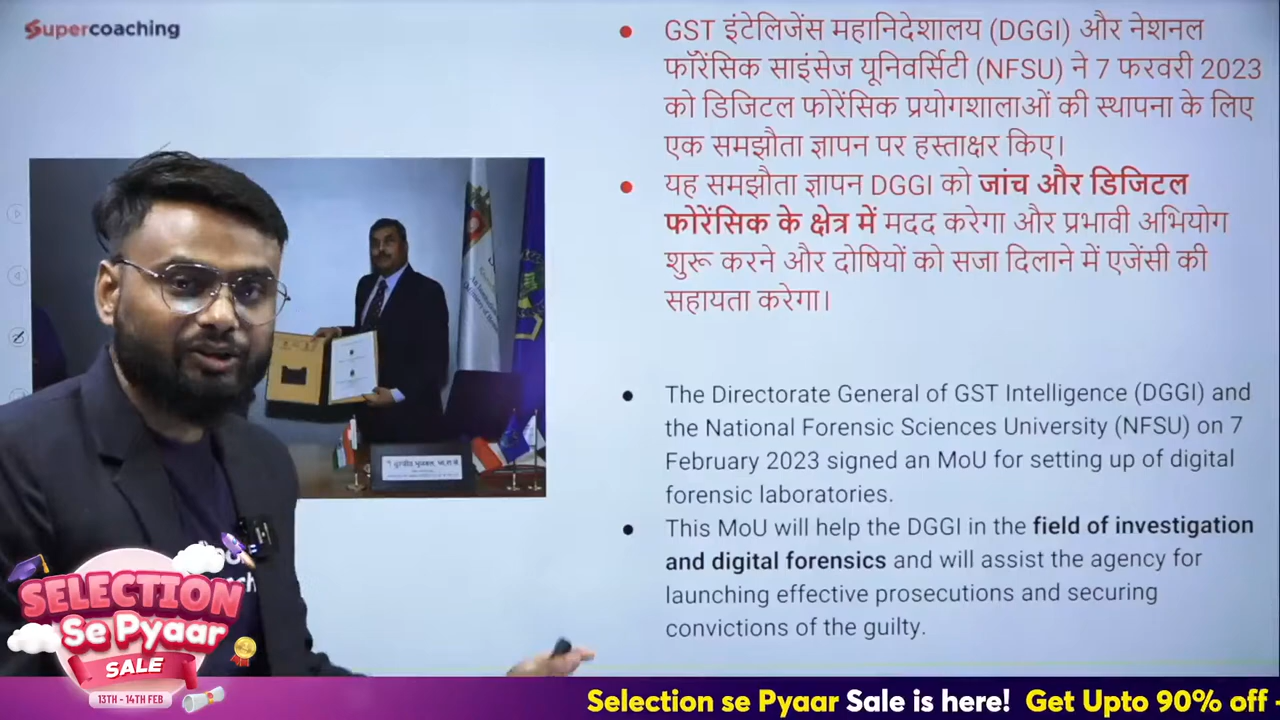 Supercoaching
GST इंटेलिजेंस महानिदेशालय (DGGI) और नेशनल
फॉरेंसिक साइंसेज यूनिवर्सिटी (NFSU) ने 7 फरवरी 2023
को डिजिटल फोरेंसिक प्रयोगशालाओं की स्थापना के लिए
एक समझौता ज्ञापन पर हस्ताक्षर किए।
यह समझौता ज्ञापन DGGI को जांच और डिजिटल
फोरेंसिक के क्षेत्र में मदद करेगा और प्रभावी अभियोग
शुरू करने और दोषियों को सजा दिलाने में एजेंसी की
सहायता करेगा।
The Directorate General of GST Intelligence (DGGI) and
the National Forensic Sciences University (NFSU) on 7
February 2023 signed an MoU for setting up of digital
forensic laboratories.
This MoU will help the DGGI in the field of investigation
and digital forensics and will assist the agency for
launching effective prosecutions and securing
convictions of the guilty.
SELECTION
Se Pyaar
SALE
13TH - 14TH FEB
Selection se Pyaar Sale is here! Get Upto 90% off